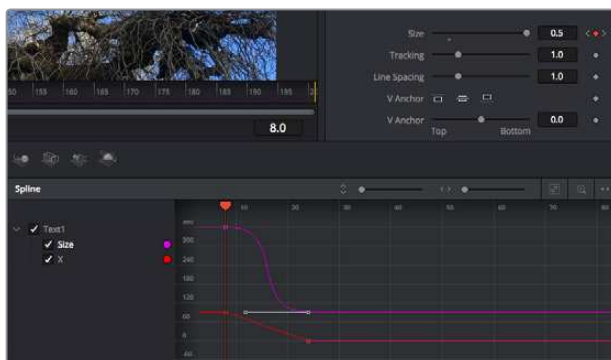 Size 0.5
Tracking 1.0
Line Spacing 1.0
V Anchor
V Anchor 0.0
Top Bottom
155 160 165 170 175 180 185 190 195
8.0
Spline
10 20 30 40 50 60 70 80
Text1
Size
X
300
240
180
120
60
0
-60